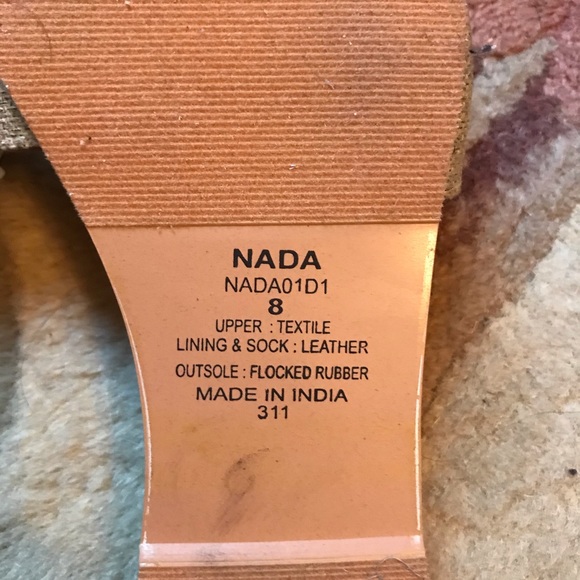 NADA
NADA01D1
8
UPPER : TEXTILE
LINING & SOCK : LEATHER
OUTSOLE : FLOCKED RUBBER
MADE IN INDIA
311